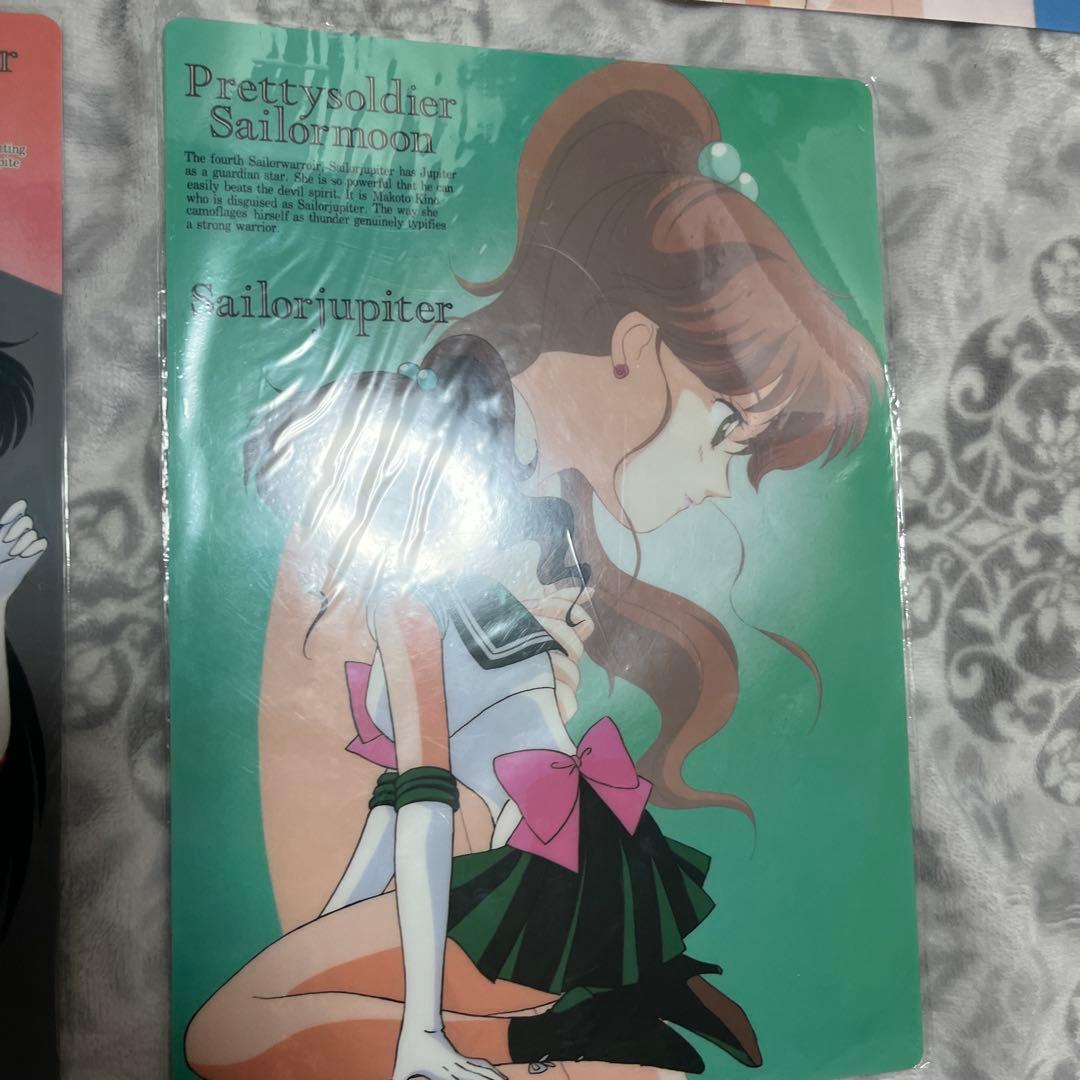 Prettysoldier
Sailormoon
The fourth Sailorwarroir, Sailorjupiter has Jupiter
as a guardian star. She is so powerful that he can
easily beats the devil spirit. It is Makoto Kino
who is disguised as Sailorjupiter. The way she
camoflages hirself as thunder genuinely typifies
a strong warrior.
Sailorjupiter